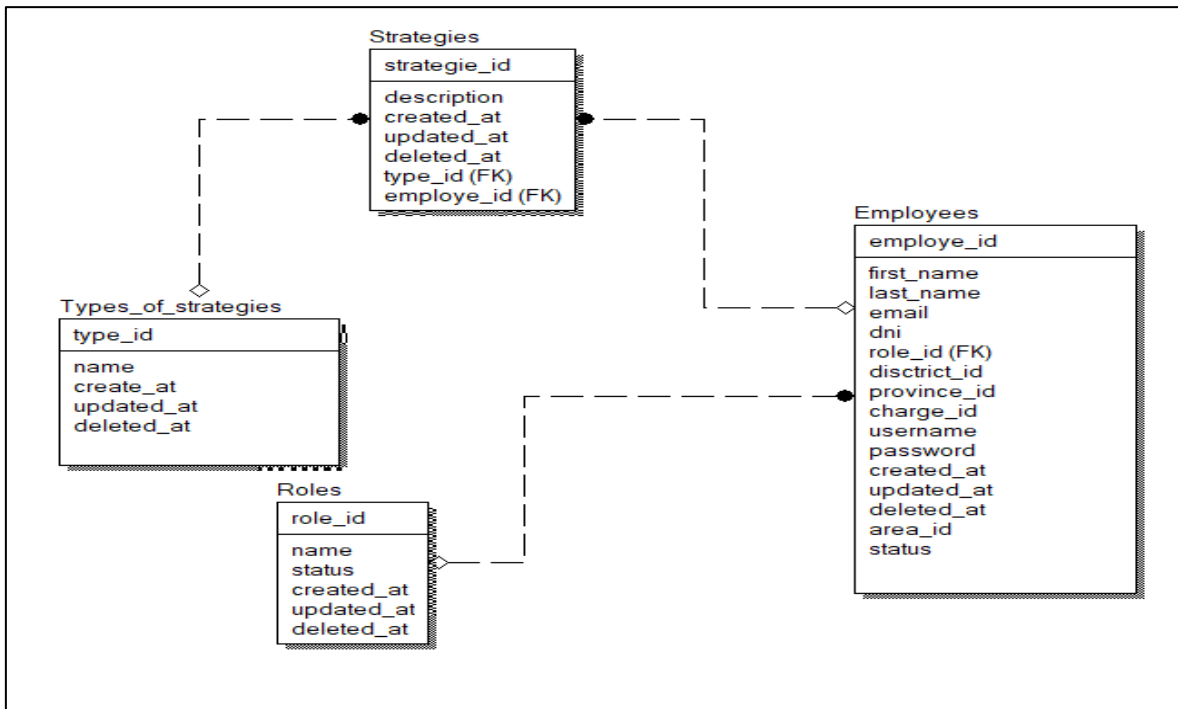 Strategies
strategie_id
description
created_at
updated_at
deleted_at
type_id (FK)
employe_id (FK)
Employees
employe_id
first_name
last_name
email
dni
role_id (FK)
disctrict_id
province_id
charge_id
username
password
created_at
updated_at
deleted_at
area_id
status
Types_of_strategies
type_id
name
create_at
updated_at
deleted_at
Roles
role_id
name
status
created_at
updated_at
deleted_at